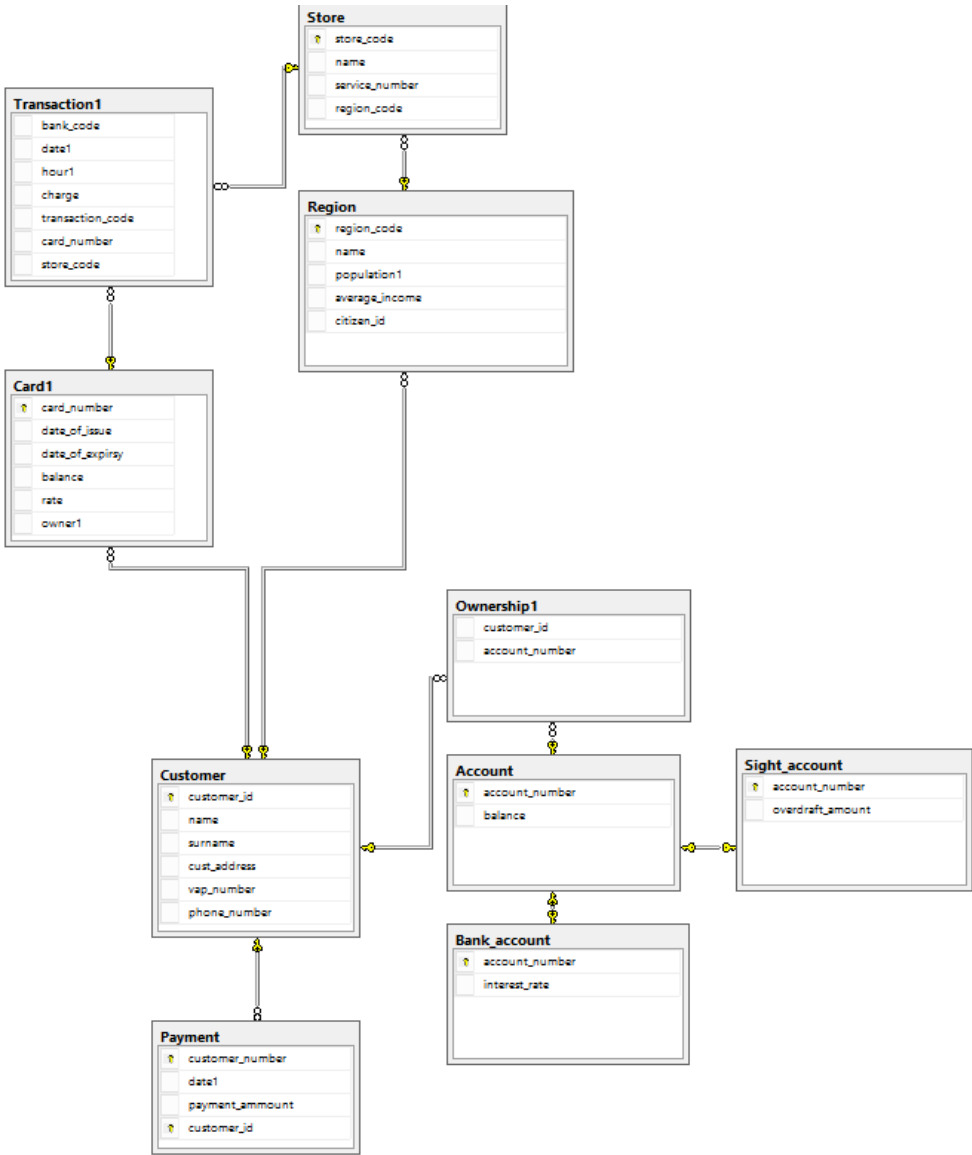 Store
store_code
name
service_number
region_code
Transaction1
bank_code
date1
hour1
charge
transaction_code
card_number
store_code
Region
region_code
name
population1
average_income
citizen_id
Card1
card_number
date_of_issue
date_of_expirsy
balance
rate
owner1
Ownership1
customer_id
account_number
Customer
customer_id
name
surname
cust_address
vap_number
phone_number
Account
account_number
balance
Sight_account
account_number
overdraft_amount
Bank_account
account_number
interest_rate
Payment
customer_number
date1
payment_ammount
customer_id